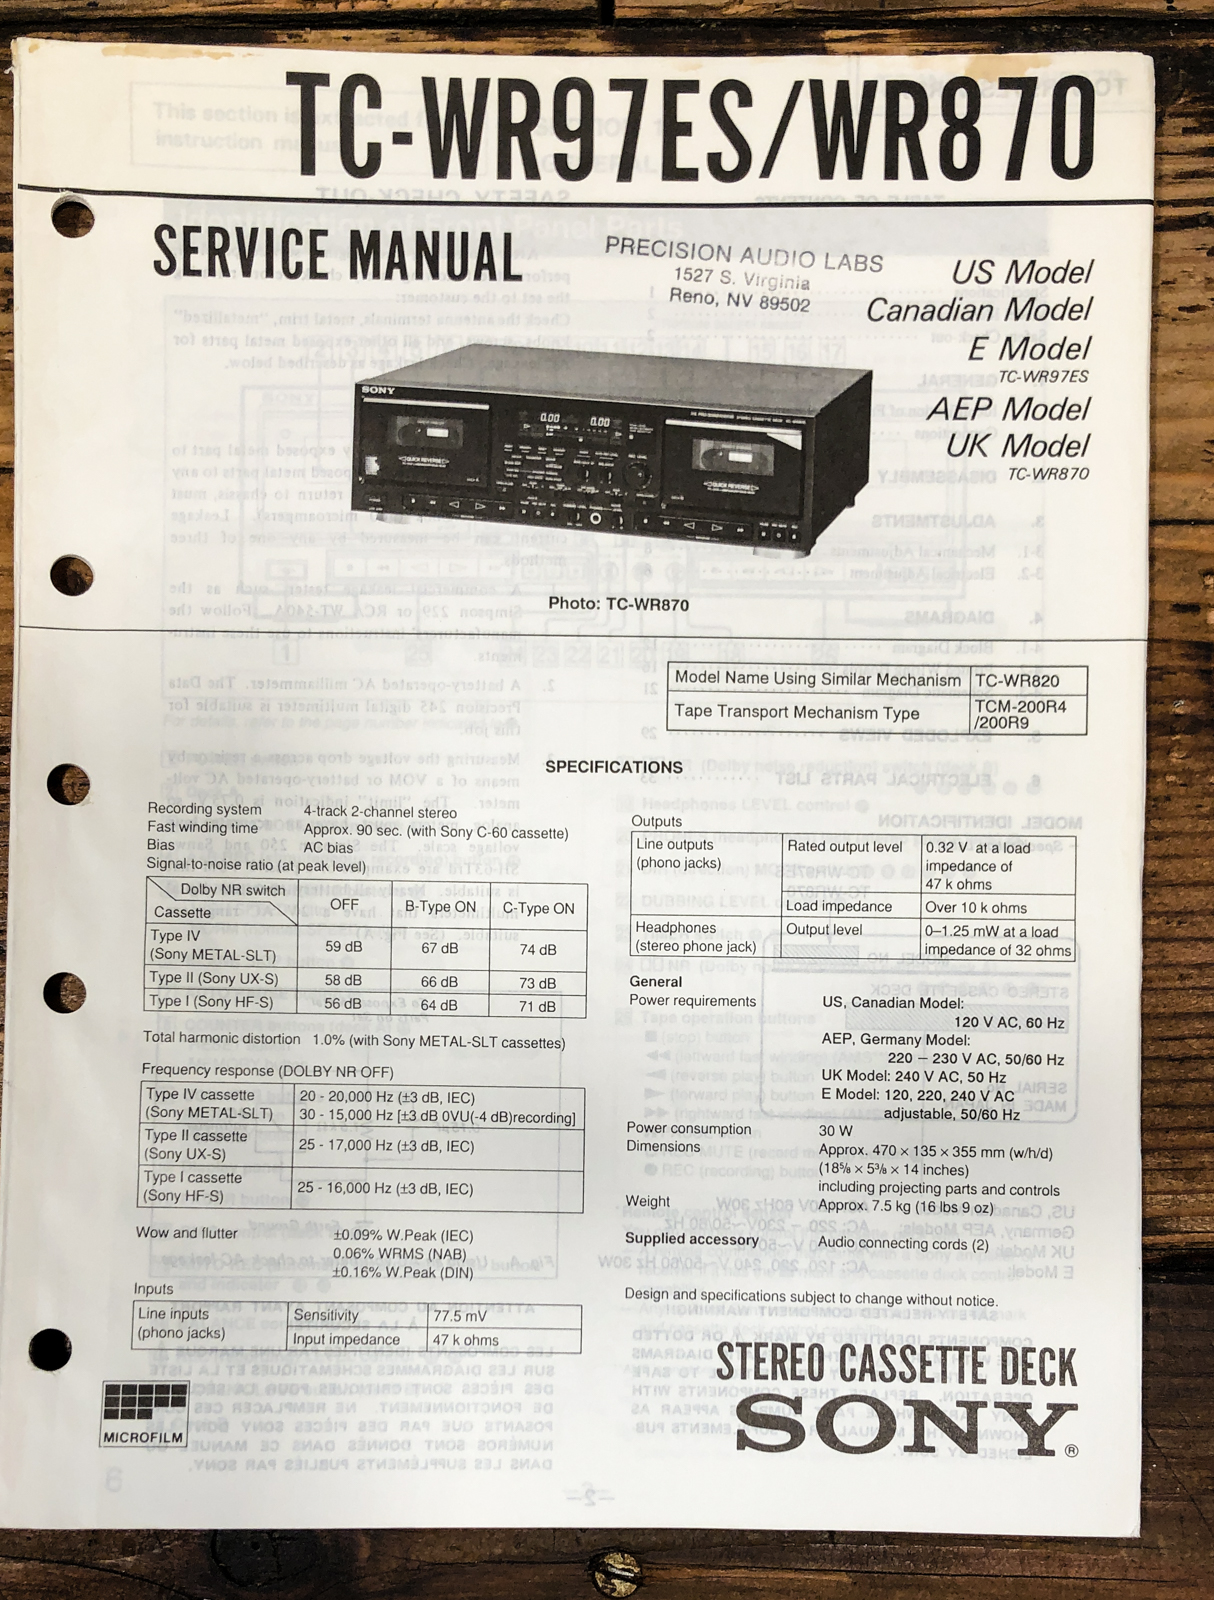 TC-WR97ES/WR870
SERVICE MANUAL
PRECISION AUDIO LABS
1527 S. Virginia
Reno, NV 89502
US Model
Canadian Model
E Model
TC-WR97ES
AEP Model
UK Model
TC-WR870
SONY
0.00 0.00
QUICK REVERSE
QUICK REVERSE
Photo: TC-WR870
Model Name Using Similar Mechanism TC-WR820
Tape Transport Mechanism Type TCM-200R4
/200R9
SPECIFICATIONS
Recording system 4-track 2-channel stereo
Fast winding time Approx. 90 sec. (with Sony C-60 cassette)
Bias AC bias
Signal-to-noise ratio (at peak level)
Dolby NR switch
Cassette
OFF B-Type ON C-Type ON
Type IV
(Sony METAL-SLT) 59 dB 67 dB 74 dB
Type II (Sony UX-S) 58 dB 66 dB 73 dB
Type I (Sony HF-S) 56 dB 64 dB 71 dB
Total harmonic distortion 1.0% (with Sony METAL-SLT cassettes)
Frequency response (DOLBY NR OFF)
Type IV cassette 20 - 20,000 Hz (±3 dB, IEC)
(Sony METAL-SLT) 30 - 15,000 Hz [±3 dB 0VU(-4 dB)recording]
Type II cassette
(Sony UX-S) 25 - 17,000 Hz (±3 dB, IEC)
Type I cassette
(Sony HF-S) 25 - 16,000 Hz (±3 dB, IEC)
Wow and flutter ±0.09% W.Peak (IEC)
0.06% WRMS (NAB)
±0.16% W.Peak (DIN)
Inputs
Line inputs Sensitivity 77.5 mV
(phono jacks) Input impedance 47 k ohms
MICROFILM
Outputs
Line outputs Rated output level 0.32 V at a load
(phono jacks) impedance of
47 k ohms
Load impedance Over 10 k ohms
Headphones Output level 0–1.25 mW at a load
(stereo phone jack) impedance of 32 ohms
General
Power requirements US, Canadian Model:
120 V AC, 60 Hz
AEP, Germany Model:
220 – 230 V AC, 50/60 Hz
UK Model: 240 V AC, 50 Hz
E Model: 120, 220, 240 V AC
adjustable, 50/60 Hz
Power consumption 30 W
Dimensions Approx. 470 × 135 × 355 mm (w/h/d)
(18⅝ × 5⅜ × 14 inches)
including projecting parts and controls
Weight Approx. 7.5 kg (16 lbs 9 oz)
Supplied accessory Audio connecting cords (2)
Design and specifications subject to change without notice.
STEREO CASSETTE DECK
SONY®